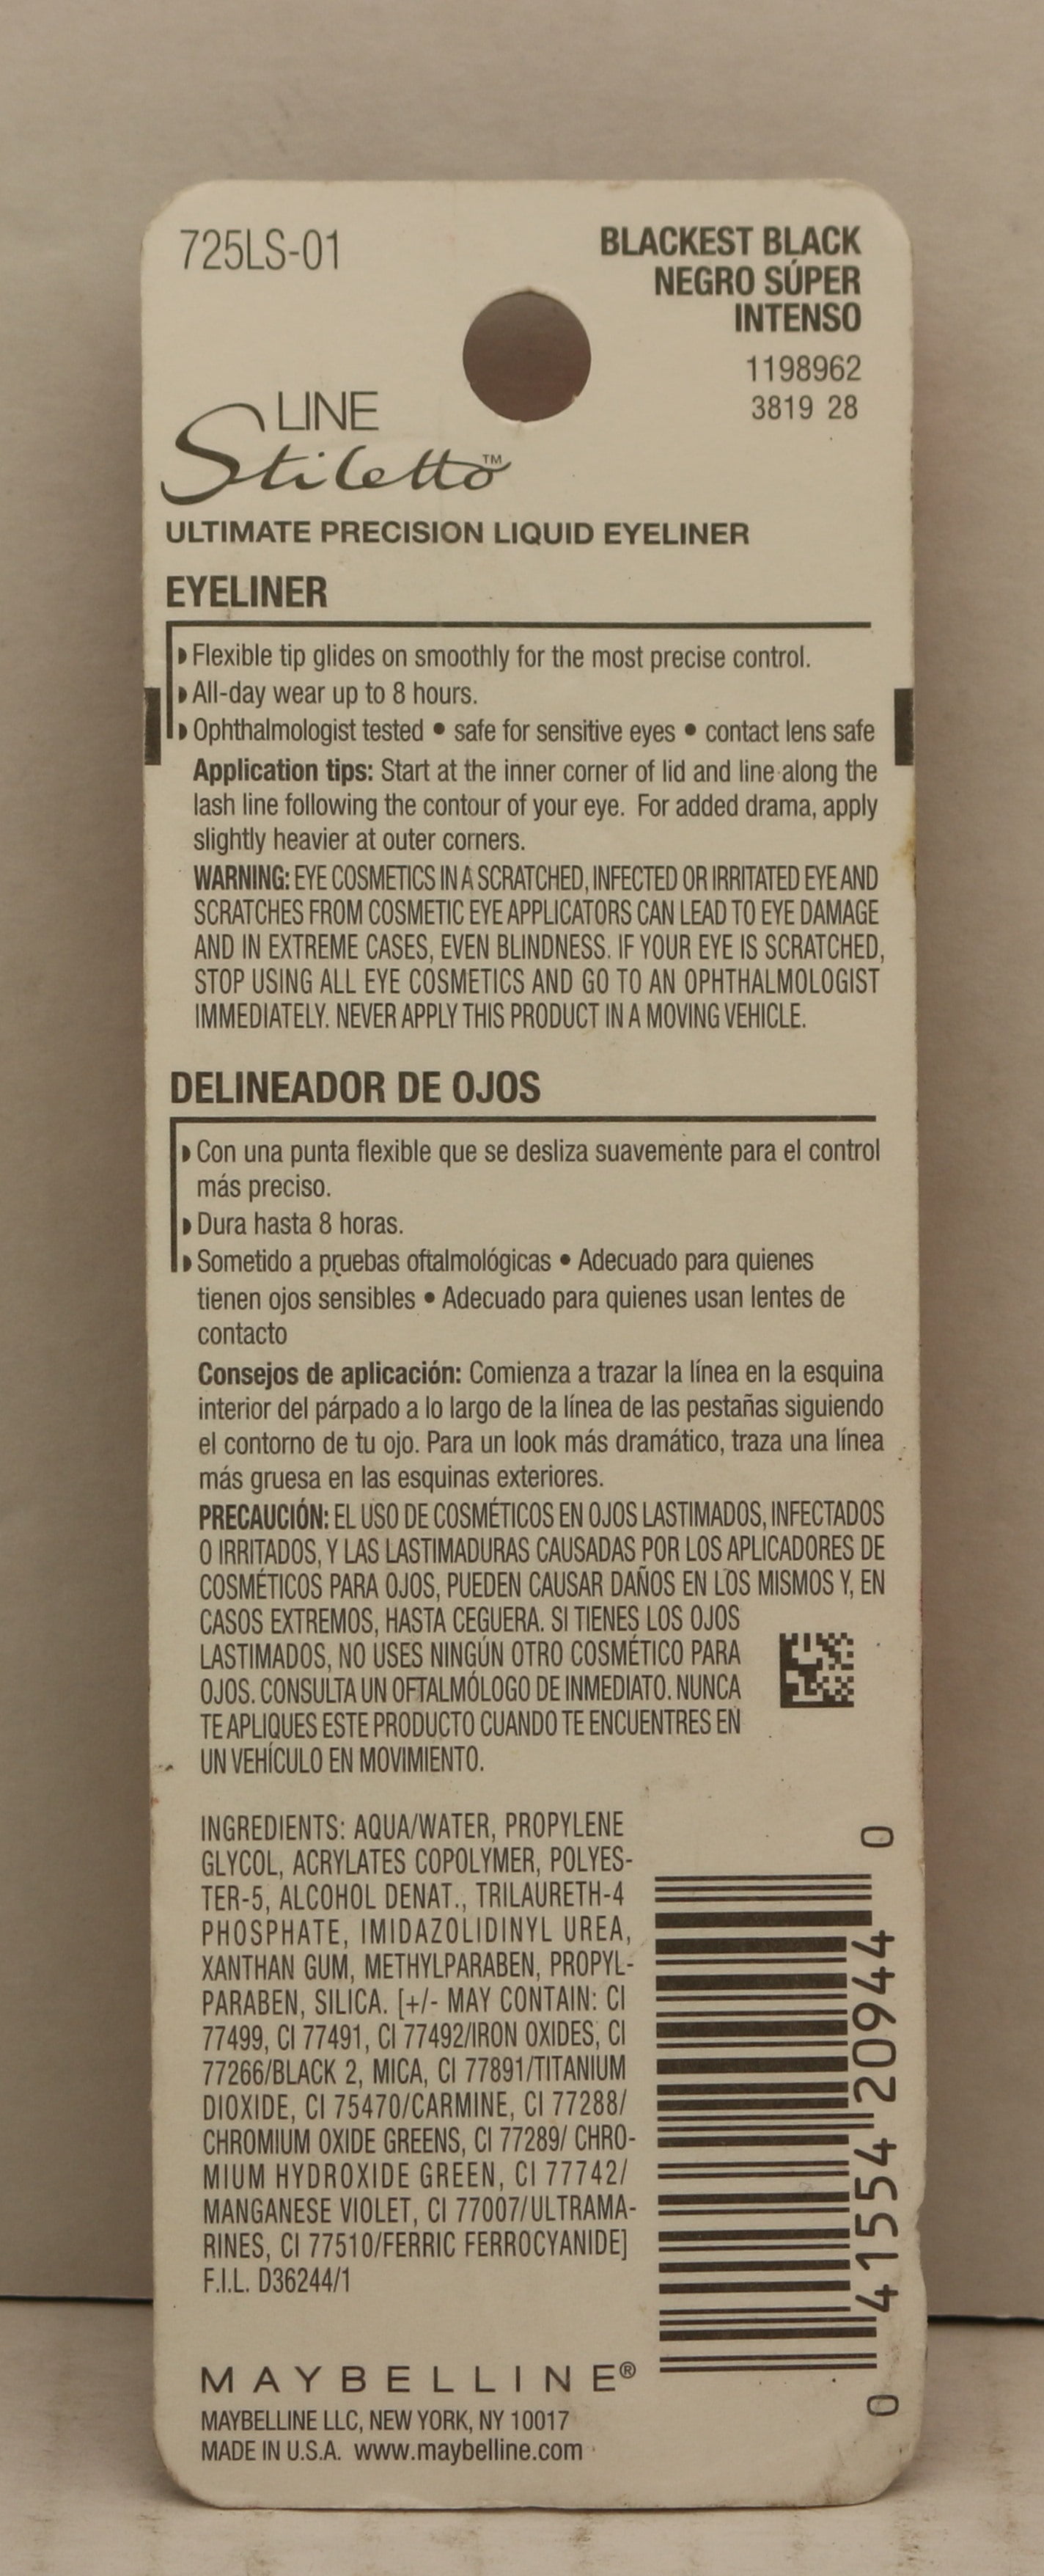 725LS-01
BLACKEST BLACK
NEGRO SÚPER
INTENSO
1198962
3819 28
LINE
Stiletto™
ULTIMATE PRECISION LIQUID EYELINER
EYELINER
Flexible tip glides on smoothly for the most precise control.
All-day wear up to 8 hours.
Ophthalmologist tested • safe for sensitive eyes • contact lens safe
Application tips: Start at the inner corner of lid and line along the
lash line following the contour of your eye. For added drama, apply
slightly heavier at outer corners.
WARNING: EYE COSMETICS IN A SCRATCHED, INFECTED OR IRRITATED EYE AND
SCRATCHES FROM COSMETIC EYE APPLICATORS CAN LEAD TO EYE DAMAGE
AND IN EXTREME CASES, EVEN BLINDNESS. IF YOUR EYE IS SCRATCHED,
STOP USING ALL EYE COSMETICS AND GO TO AN OPHTHALMOLOGIST
IMMEDIATELY. NEVER APPLY THIS PRODUCT IN A MOVING VEHICLE.
DELINEADOR DE OJOS
Con una punta flexible que se desliza suavemente para el control
más preciso.
Dura hasta 8 horas.
Sometido a pruebas oftalmológicas • Adecuado para quienes
tienen ojos sensibles • Adecuado para quienes usan lentes de
contacto
Consejos de aplicación: Comienza a trazar la línea en la esquina
interior del párpado a lo largo de la línea de las pestañas siguiendo
el contorno de tu ojo. Para un look más dramático, traza una línea
más gruesa en las esquinas exteriores.
PRECAUCIÓN: EL USO DE COSMÉTICOS EN OJOS LASTIMADOS, INFECTADOS
O IRRITADOS, Y LAS LASTIMADURAS CAUSADAS POR LOS APLICADORES DE
COSMÉTICOS PARA OJOS, PUEDEN CAUSAR DAÑOS EN LOS MISMOS Y, EN
CASOS EXTREMOS, HASTA CEGUERA. SI TIENES LOS OJOS
LASTIMADOS, NO USES NINGÚN OTRO COSMÉTICO PARA
OJOS. CONSULTA UN OFTALMÓLOGO DE INMEDIATO. NUNCA
TE APLIQUES ESTE PRODUCTO CUANDO TE ENCUENTRES EN
UN VEHÍCULO EN MOVIMIENTO.
INGREDIENTS: AQUA/WATER, PROPYLENE
GLYCOL, ACRYLATES COPOLYMER, POLYES-
TER-5, ALCOHOL DENAT., TRILAURETH-4
PHOSPHATE, IMIDAZOLIDINYL UREA,
XANTHAN GUM, METHYLPARABEN, PROPYL-
PARABEN, SILICA. [+/- MAY CONTAIN: CI
77499, CI 77491, CI 77492/IRON OXIDES, CI
77266/BLACK 2, MICA, CI 77891/TITANIUM
DIOXIDE, CI 75470/CARMINE, CI 77288/
CHROMIUM OXIDE GREENS, CI 77289/ CHRO-
MIUM HYDROXIDE GREEN, CI 77742/
MANGANESE VIOLET, CI 77007/ULTRAMA-
RINES, CI 77510/FERRIC FERROCYANIDE]
F.I.L. D36244/1
0 41554 20944 0
MAYBELLINE®
MAYBELLINE LLC, NEW YORK, NY 10017
MADE IN U.S.A. www.maybelline.com